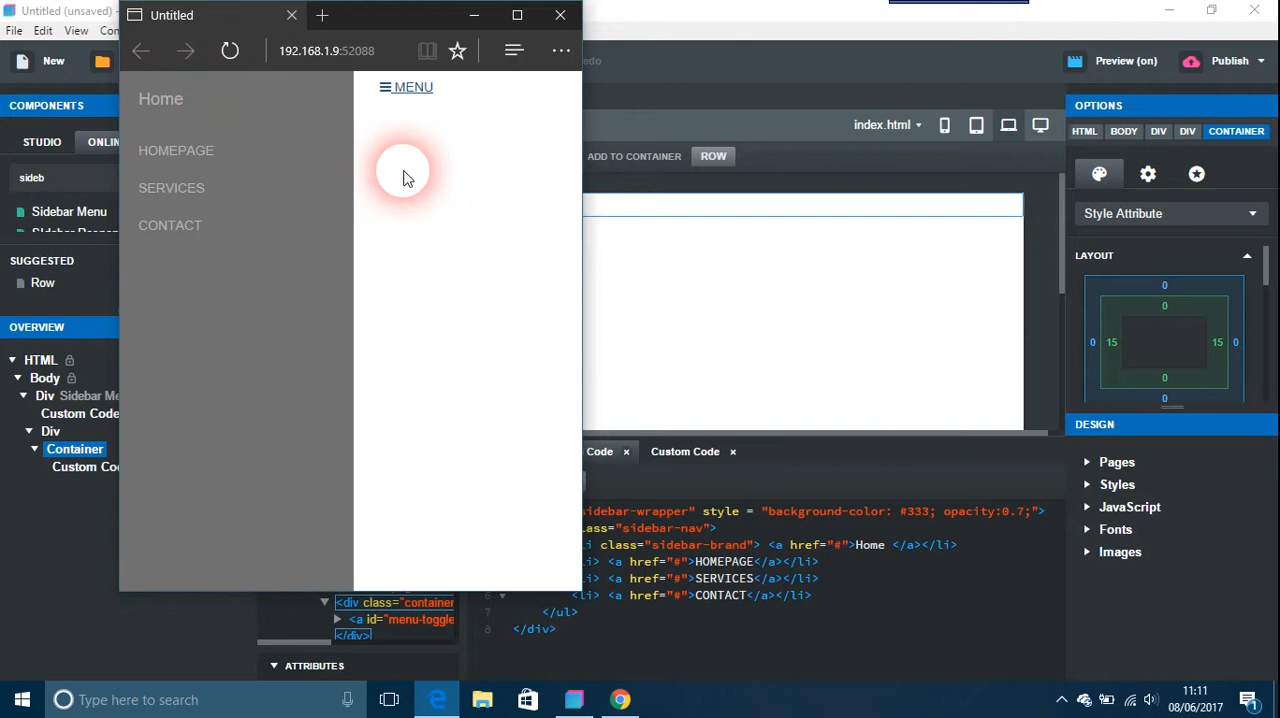 Untitled (unsaved)
File Edit View Con
New
Untitled
192.168.1.9:52088
Home
HOMEPAGE
SERVICES
CONTACT
MENU
COMPONENTS
STUDIO ONLIN
sideb
Sidebar Menu
SUGGESTED
Row
OVERVIEW
HTML
Body
Div Sidebar Me
Custom Code
Div
Container
Custom Co
Preview (on)
Publish
index.html
ADD TO CONTAINER ROW
OPTIONS
HTML BODY DIV DIV CONTAINER
Style Attribute
LAYOUT
0
0
0 15 15 0
0
0
DESIGN
Pages
Styles
JavaScript
Fonts
Images
Code × Custom Code ×
sidebar-wrapper" style = "background-color: #333; opacity:0.7;">
lass="sidebar-nav">
i class="sidebar-brand"> <a href="#">Home </a></li>
i> <a href="#">HOMEPAGE</a></li>
i> <a href="#">SERVICES</a></li>
6 <li> <a href="#">CONTACT</a></li>
7 </ul>
8 </div>
<div class="container
<a id="menu-toggle
</div>
ATTRIBUTES
Type here to search
11:11
08/06/2017
1